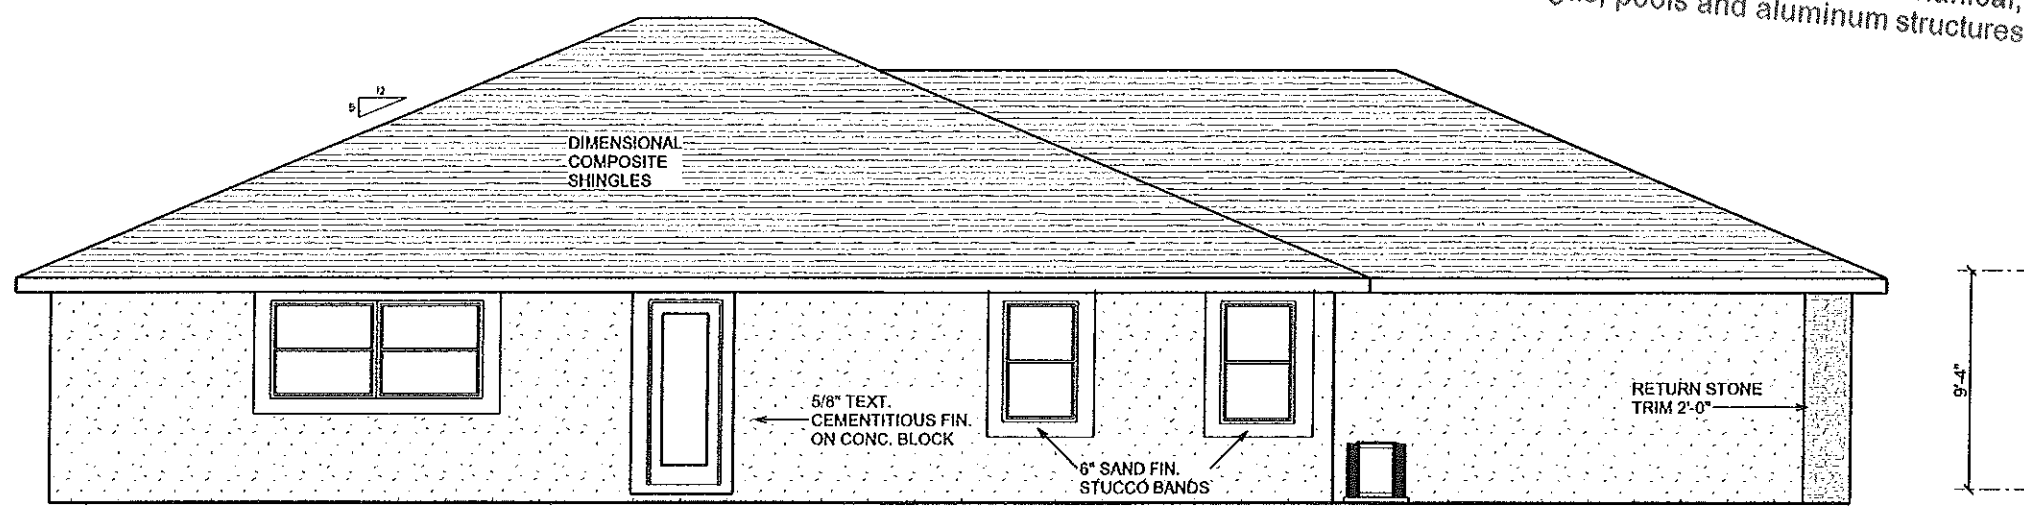 pools and aluminum structures
12
5
DIMENSIONAL
COMPOSITE
SHINGLES
5/8" TEXT.
CEMENTITIOUS FIN.
ON CONC. BLOCK
6" SAND FIN.
STUCCO BANDS
RETURN STONE
TRIM 2'-0"
9'-4"